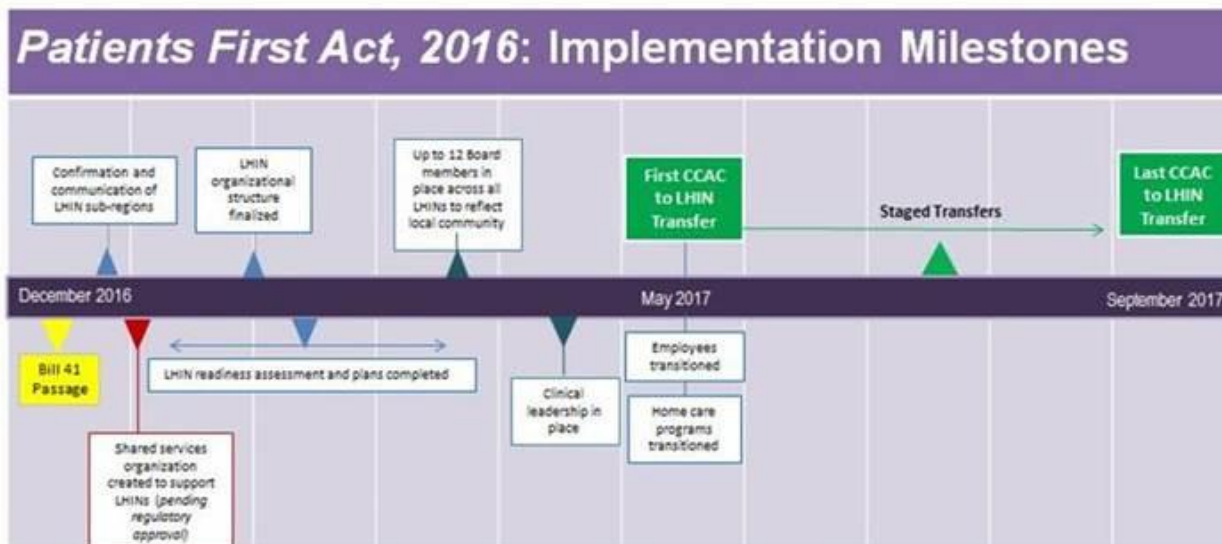 Patients First Act, 2016: Implementation Milestones
Confirmation and
communication of
LHIN sub-regions
LHIN
organizational
structure
finalized
Up to 12 Board
members in
place across all
LHINs to reflect
local community
First CCAC
to LHIN
Transfer
Staged Transfers
Last CCAC
to LHIN
Transfer
December 2016
May 2017
September 2017
Bill 41
Passage
Shared services
organization
created to support
LHINs (pending
regulatory
approval)
LHIN readiness assessment and plans completed
Clinical
leadership in
place
Employees
transitioned
Home care
programs
transitioned